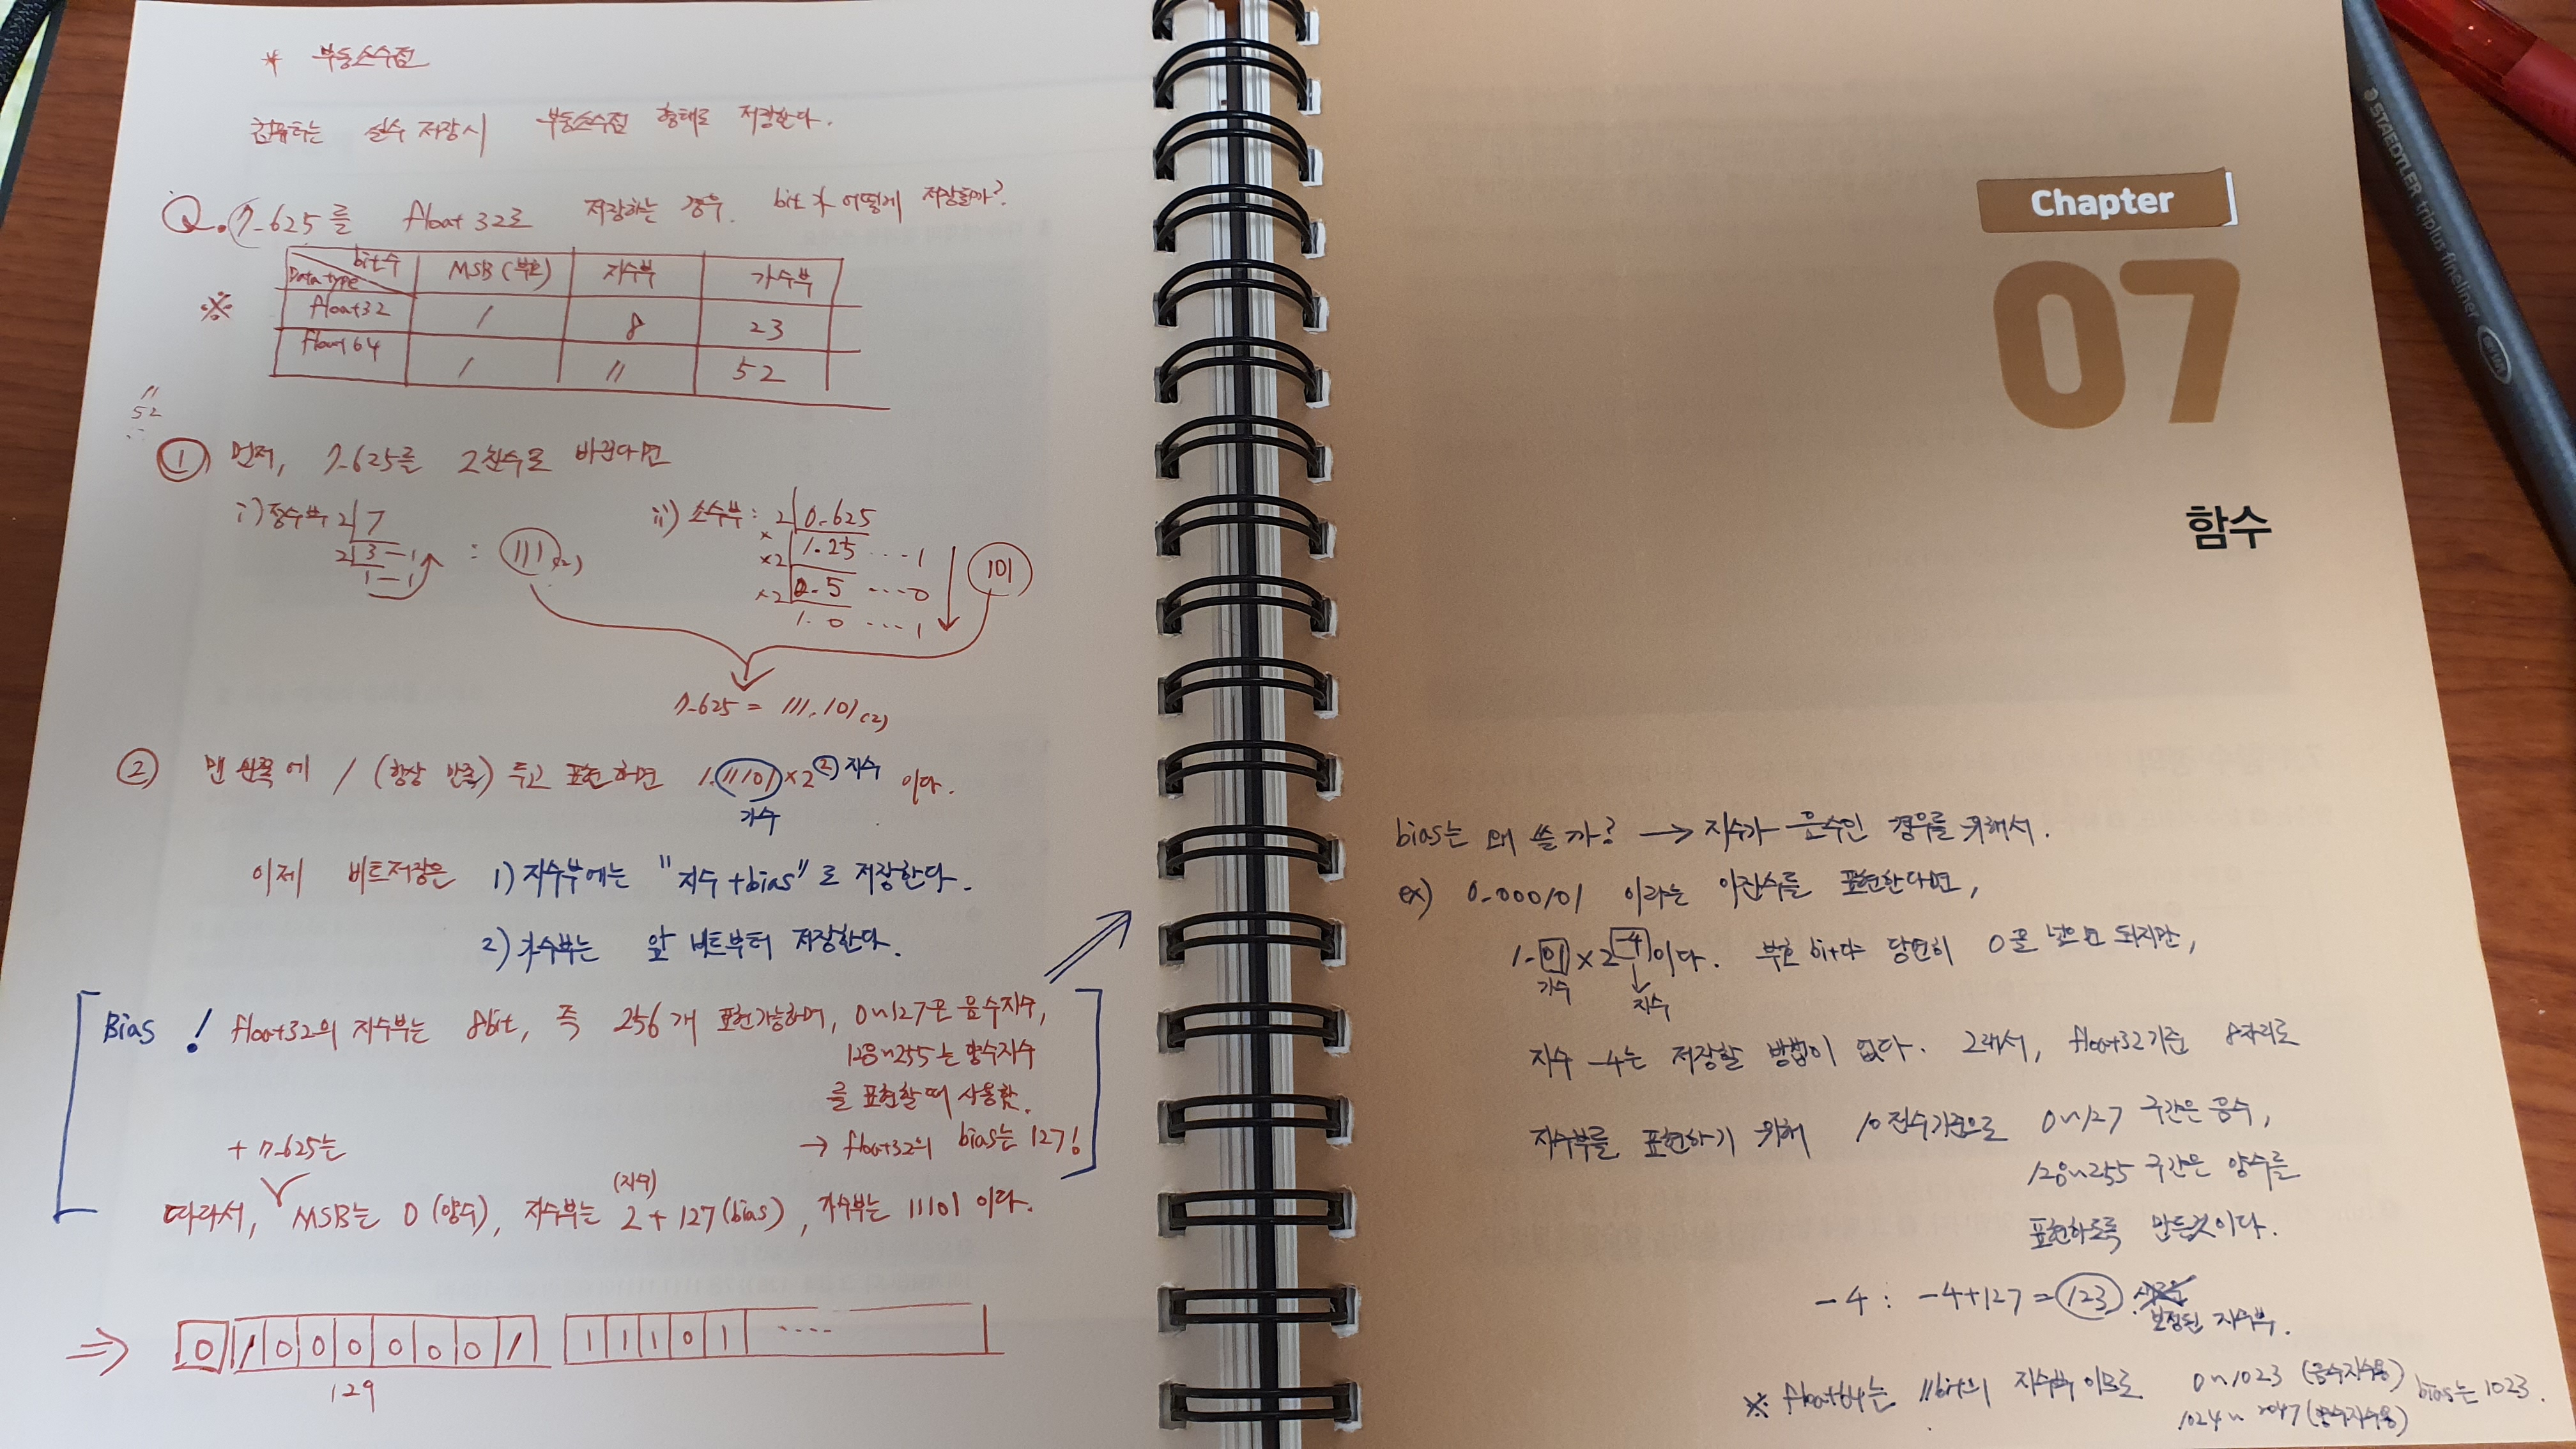 * 부동소수점
컴퓨터는 실수 저장시 부동소수점 형태로 저장한다.
Q. 7.625를 float 32로 저장하는 경우. bit가 어떻게 저장될까?
bit수 MSB (부호) 지수부 가수부
Data type
※ float32 1 8 23
float64 1 11 52
11
52
① 먼저, 7.625를 2진수로 바꾼다면
i) 정수부 2 7 ii) 소수부 : 2 0.625
2 3 - 1 : 111(2) ×2 1.25 ---- 1 101
1 - 1 ×2 0.5 ---- 0
1.0 ---- 1
7.625 = 111.101(2)
② 맨 왼쪽에 1 (항상 만족) 두고 표현하면 1.11101 × 2² 지수 이다.
가수
이제 비트저장은 1) 지수부에는 "지수 + bias"로 저장한다.
2) 가수부는 앞 비트부터 저장한다.
Bias ! float32의 지수부는 8bit, 즉 256개 표현가능하며, 0~127은 음수지수,
128~255는 양수지수
를 표현할때 사용함.
→ float32의 bias는 127!
+ 7.625는
따라서, MSB는 0 (양수), 지수부는 2 + 127 (bias), 가수부는 11101 이다.
(지수)
⇒ 0 1 0 0 0 0 0 0 1 1 1 1 0 1 ----
129
Chapter
07
함수
bias는 왜 쓸까? → 지수가 음수인 경우를 위해서.
ex) 0.000101 이라는 이진수를 표현한다면,
1.01 × 2 -4 이다. 부호 bit다 당연히 0을 넣으면 되지만,
가수 지수
지수 -4는 저장할 방법이 없다. 그래서, float32기준 8자리로
지수부를 표현하기 위해 10진수기준으로 0~127 구간은 음수,
128~255 구간은 양수를
표현하도록 만든것이다.
-4 : -4+127 = 123.
보정된 지수부.
※ float64는 11bit의 지수부 이므로 0~1023 (음수지수용) bias는 1023.
1024~2047 (양수지수용)
STAEDTLER triplus fineliner